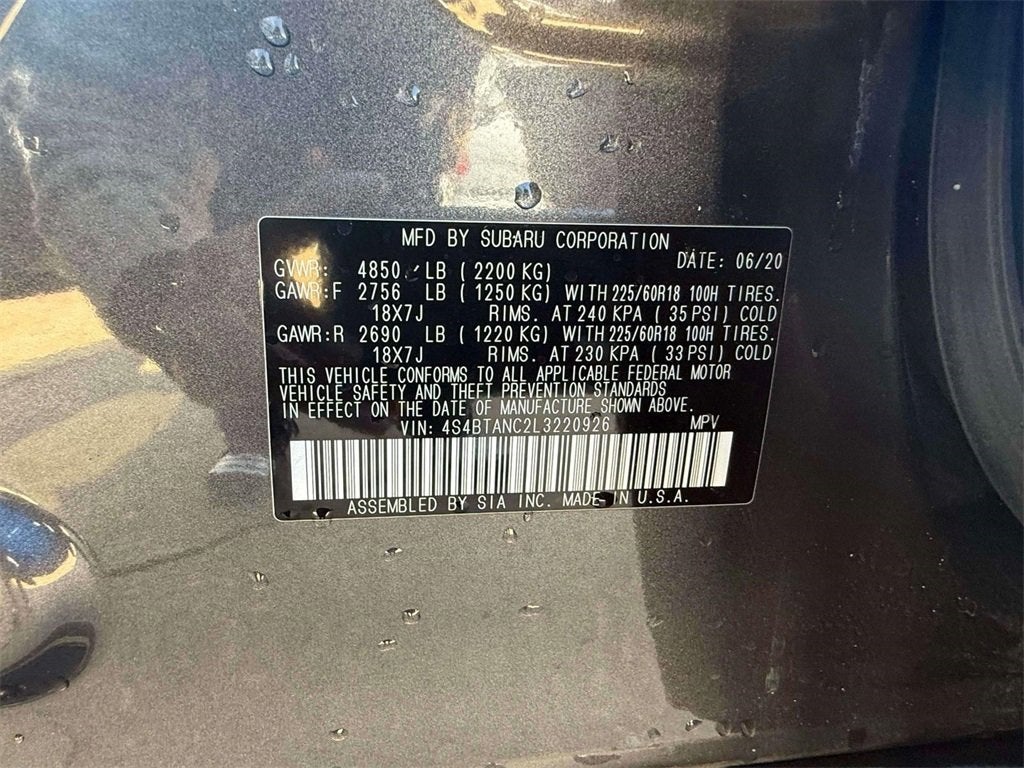 MFD BY SUBARU CORPORATION
DATE: 06/20
GVWR: 4850 LB (2200 KG)
GAWR:F 2756 LB (1250 KG) WITH 225/60R18 100H TIRES.
18X7J RIMS. AT 240 KPA (35 PSI) COLD
GAWR:R 2690 LB (1220 KG) WITH 225/60R18 100H TIRES.
18X7J RIMS. AT 230 KPA (33 PSI) COLD
THIS VEHICLE CONFORMS TO ALL APPLICABLE FEDERAL MOTOR
VEHICLE SAFETY AND THEFT PREVENTION STANDARDS
IN EFFECT ON THE DATE OF MANUFACTURE SHOWN ABOVE.
VIN: 4S4BTANC2L3220926 MPV
ASSEMBLED BY SIA INC. MADE IN U.S.A.